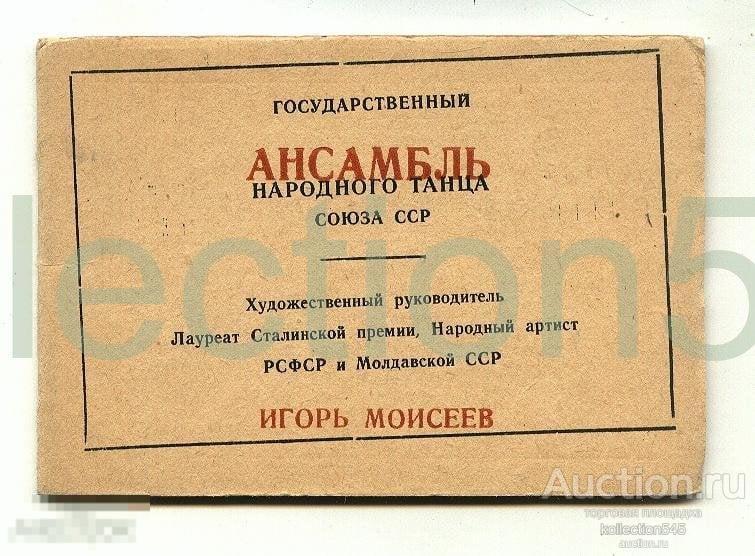 ГОСУДАРСТВЕННЫЙ
АНСАМБЛЬ
НАРОДНОГО ТАНЦА
СОЮЗА ССР
Художественный руководитель
Лауреат Сталинской премии, Народный артист
РСФСР и Молдавской ССР
ИГОРЬ МОИСЕЕВ
lection5
Auction.ru
торговая площадка
kollection545
auction.ru